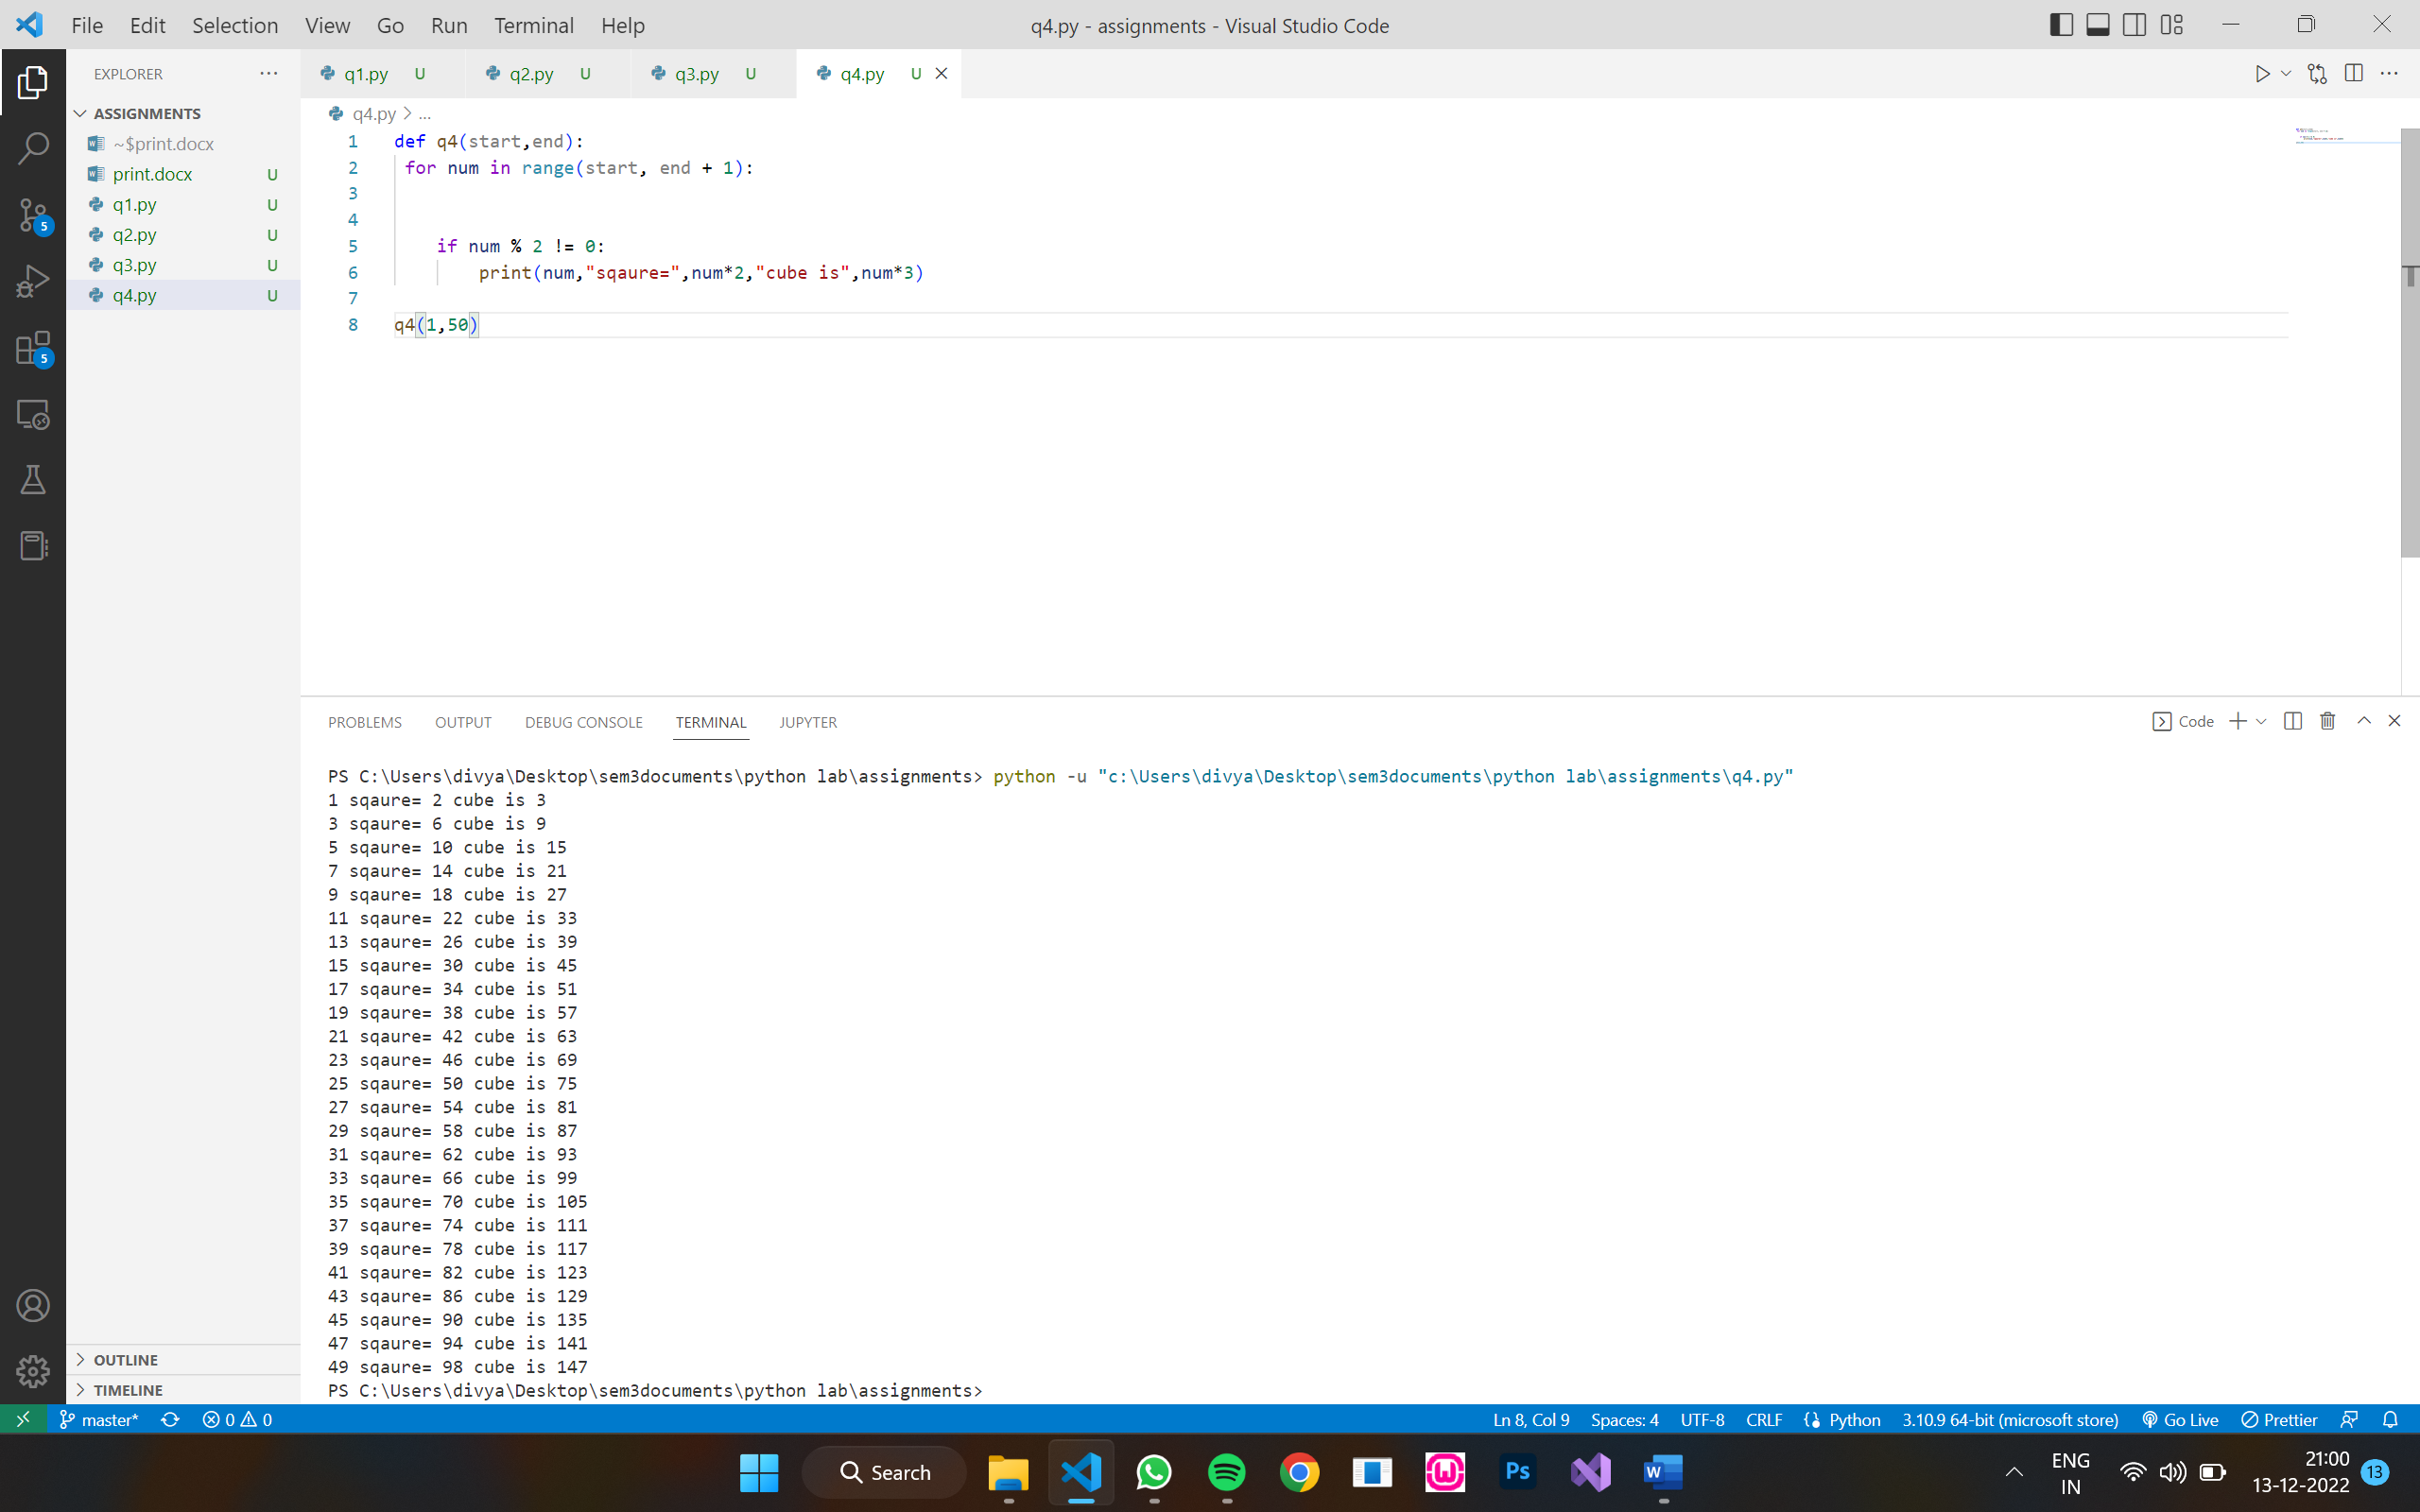 File Edit Selection View Go Run Terminal Help q4.py - assignments - Visual Studio Code
EXPLORER
q1.py U q2.py U q3.py U q4.py U
ASSIGNMENTS
~$print.docx
print.docx U
q1.py U
q2.py U
q3.py U
q4.py U
5
5
OUTLINE
TIMELINE
q4.py > ...
1 def q4(start,end):
2 for num in range(start, end + 1):
3
4
5 if num % 2 != 0:
6 print(num,"sqaure=",num*2,"cube is",num*3)
7
8 q4(1,50)
PROBLEMS OUTPUT DEBUG CONSOLE TERMINAL JUPYTER Code
PS C:\Users\divya\Desktop\sem3documents\python lab\assignments> python -u "c:\Users\divya\Desktop\sem3documents\python lab\assignments\q4.py"
1 sqaure= 2 cube is 3
3 sqaure= 6 cube is 9
5 sqaure= 10 cube is 15
7 sqaure= 14 cube is 21
9 sqaure= 18 cube is 27
11 sqaure= 22 cube is 33
13 sqaure= 26 cube is 39
15 sqaure= 30 cube is 45
17 sqaure= 34 cube is 51
19 sqaure= 38 cube is 57
21 sqaure= 42 cube is 63
23 sqaure= 46 cube is 69
25 sqaure= 50 cube is 75
27 sqaure= 54 cube is 81
29 sqaure= 58 cube is 87
31 sqaure= 62 cube is 93
33 sqaure= 66 cube is 99
35 sqaure= 70 cube is 105
37 sqaure= 74 cube is 111
39 sqaure= 78 cube is 117
41 sqaure= 82 cube is 123
43 sqaure= 86 cube is 129
45 sqaure= 90 cube is 135
47 sqaure= 94 cube is 141
49 sqaure= 98 cube is 147
PS C:\Users\divya\Desktop\sem3documents\python lab\assignments>
master* 0 0 Ln 8, Col 9 Spaces: 4 UTF-8 CRLF Python 3.10.9 64-bit (microsoft store) Go Live Prettier
Search Ps W ENG 21:00
IN 13-12-2022 13